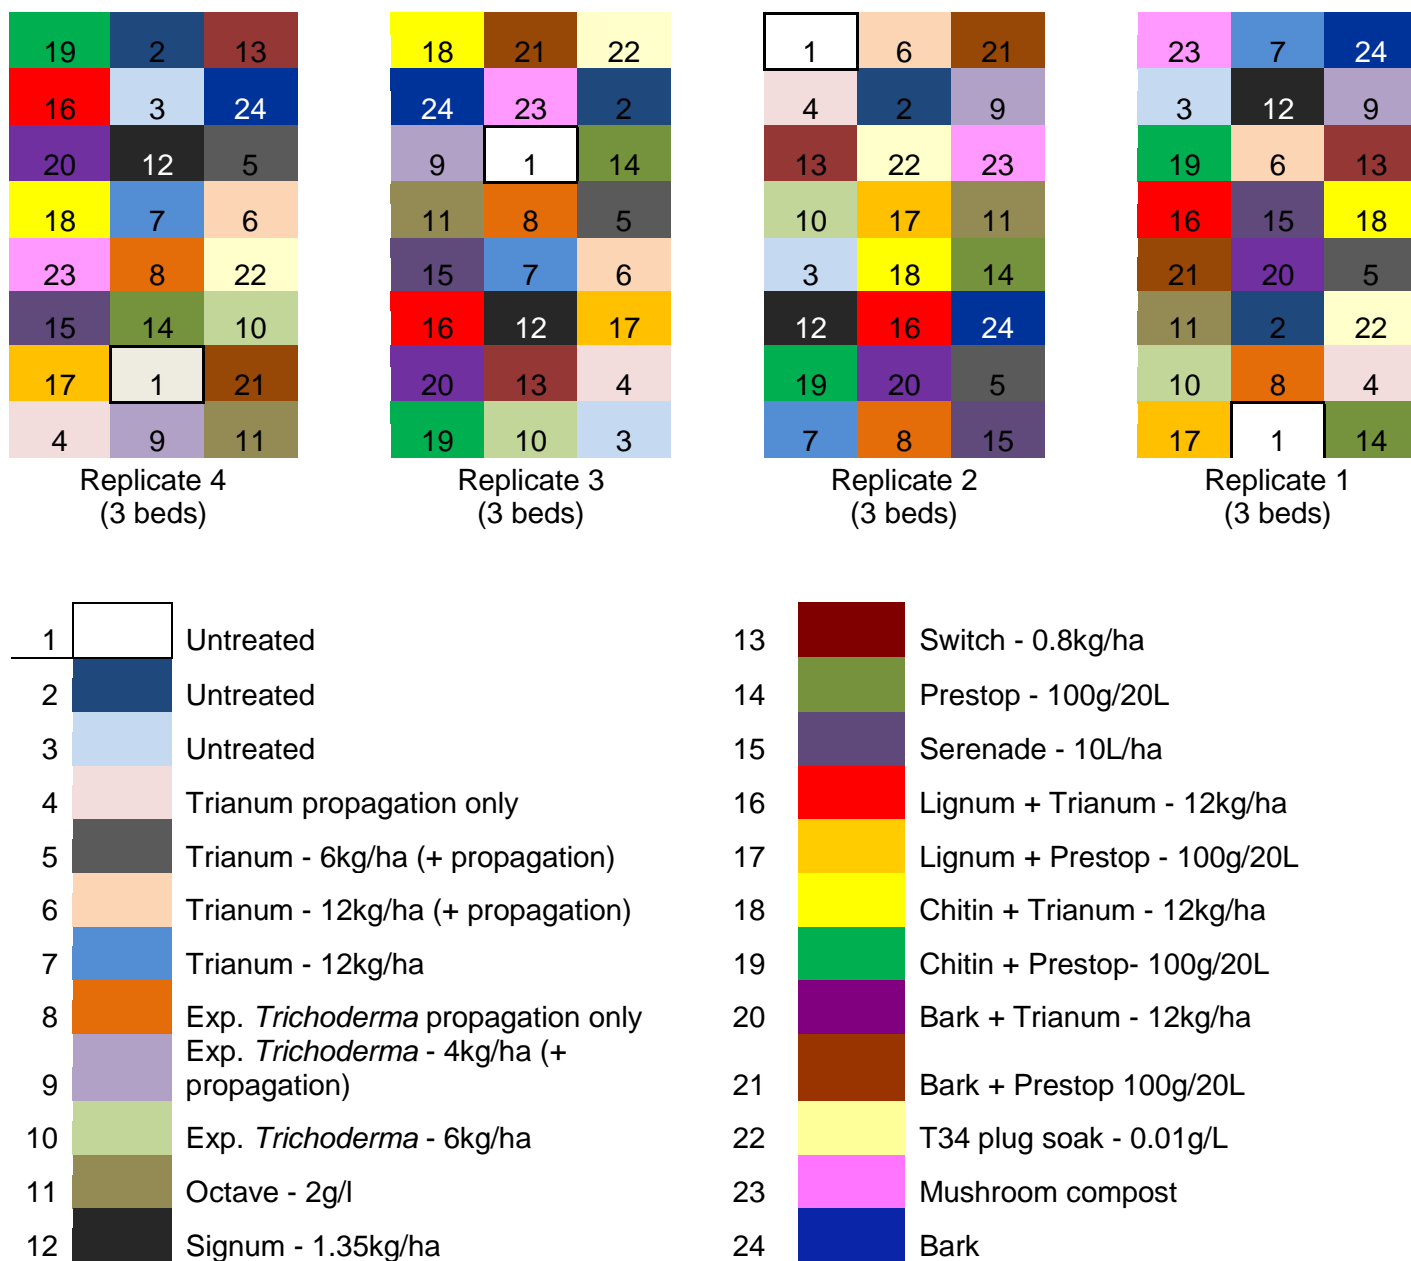 19 2 13 18 21 22 1 6 21 23 7 24
16 3 24 24 23 2 4 2 9 3 12 9
20 12 5 9 1 14 13 22 23 19 6 13
18 7 6 11 8 5 10 17 11 16 15 18
23 8 22 15 7 6 3 18 14 21 20 5
15 14 10 16 12 17 12 16 24 11 2 22
17 1 21 20 13 4 19 20 5 10 8 4
4 9 11 19 10 3 7 8 15 17 1 14
Replicate 4 Replicate 3 Replicate 2 Replicate 1
(3 beds) (3 beds) (3 beds) (3 beds)
1 Untreated
2 Untreated
3 Untreated
4 Trianum propagation only
5 Trianum - 6kg/ha (+ propagation)
6 Trianum - 12kg/ha (+ propagation)
7 Trianum - 12kg/ha
8 Exp. Trichoderma propagation only
Exp. Trichoderma - 4kg/ha (+
9 propagation)
10 Exp. Trichoderma - 6kg/ha
11 Octave - 2g/l
12 Signum - 1.35kg/ha
13 Switch - 0.8kg/ha
14 Prestop - 100g/20L
15 Serenade - 10L/ha
16 Lignum + Trianum - 12kg/ha
17 Lignum + Prestop - 100g/20L
18 Chitin + Trianum - 12kg/ha
19 Chitin + Prestop- 100g/20L
20 Bark + Trianum - 12kg/ha
21 Bark + Prestop 100g/20L
22 T34 plug soak - 0.01g/L
23 Mushroom compost
24 Bark